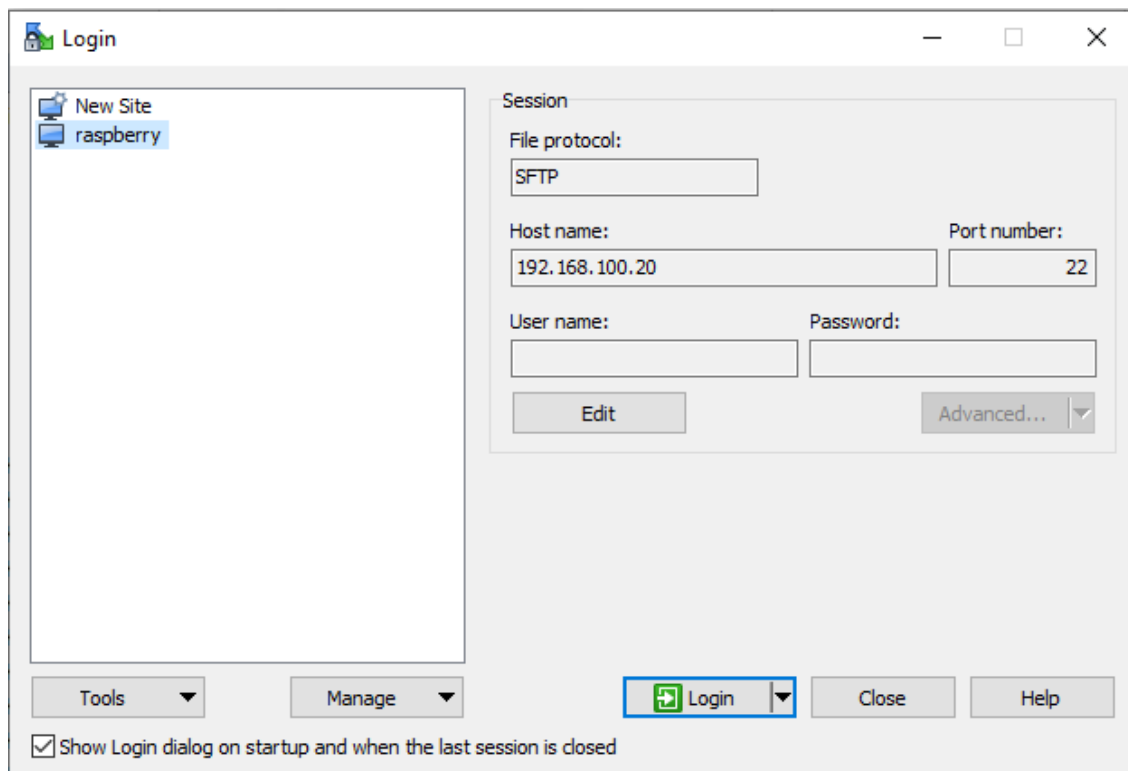 Login
New Site
raspberry
Session
File protocol:
SFTP
Host name: Port number:
192.168.100.20 22
User name: Password:
Edit Advanced...
Tools Manage Login Close Help
Show Login dialog on startup and when the last session is closed